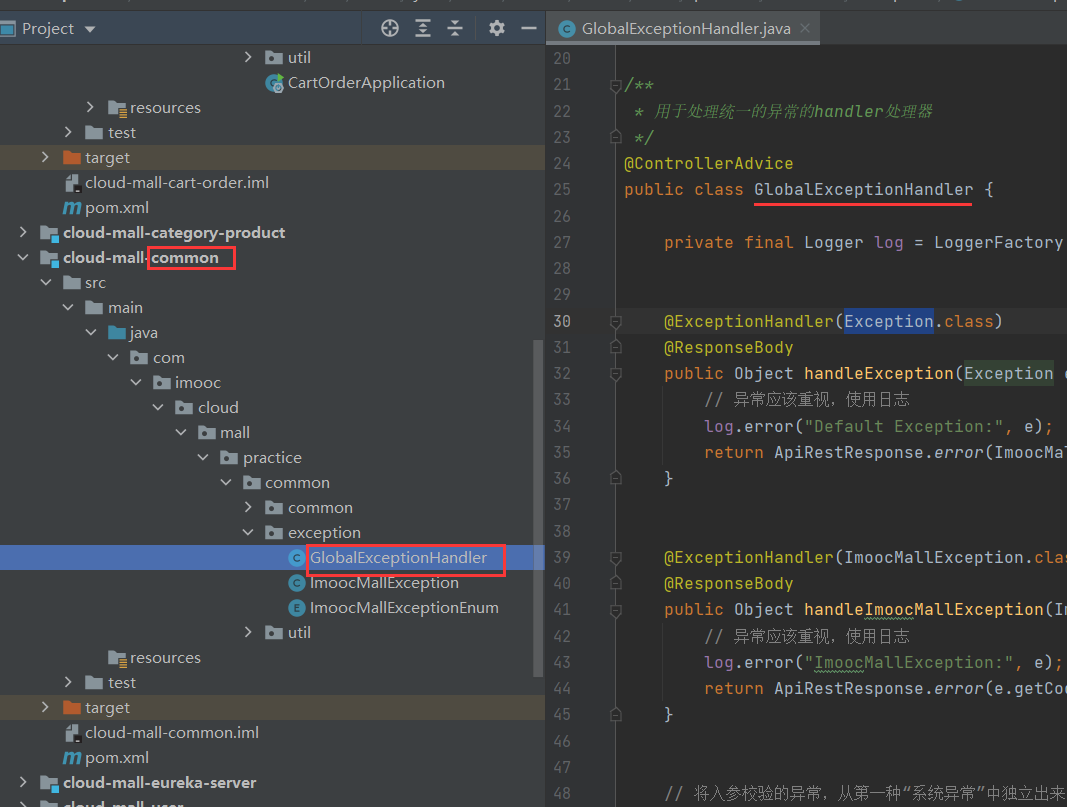 Project
util
CartOrderApplication
resources
test
target
cloud-mall-cart-order.iml
pom.xml
cloud-mall-category-product
cloud-mall-common
src
main
java
com
imooc
cloud
mall
practice
common
common
exception
GlobalExceptionHandler
ImoocMallException
ImoocMallExceptionEnum
util
resources
test
target
cloud-mall-common.iml
pom.xml
cloud-mall-eureka-server
cloud-mall-user
GlobalExceptionHandler.java
20
21 /**
22 * 用于处理统一的异常的handler处理器
23 */
24 @ControllerAdvice
25 public class GlobalExceptionHandler {
26
27 private final Logger log = LoggerFactory
28
29
30 @ExceptionHandler(Exception.class)
31 @ResponseBody
32 public Object handleException(Exception
33 // 异常应该重视，使用日志
34 log.error("Default Exception:", e);
35 return ApiRestResponse.error(ImoocMal
36 }
37
38
39 @ExceptionHandler(ImoocMallException.clas
40 @ResponseBody
41 public Object handleImoocMallException(Im
42 // 异常应该重视，使用日志
43 log.error("ImoocMallException:", e);
44 return ApiRestResponse.error(e.getCod
45 }
46
47
48 // 将入参校验的异常，从第一种“系统异常”中独立出来